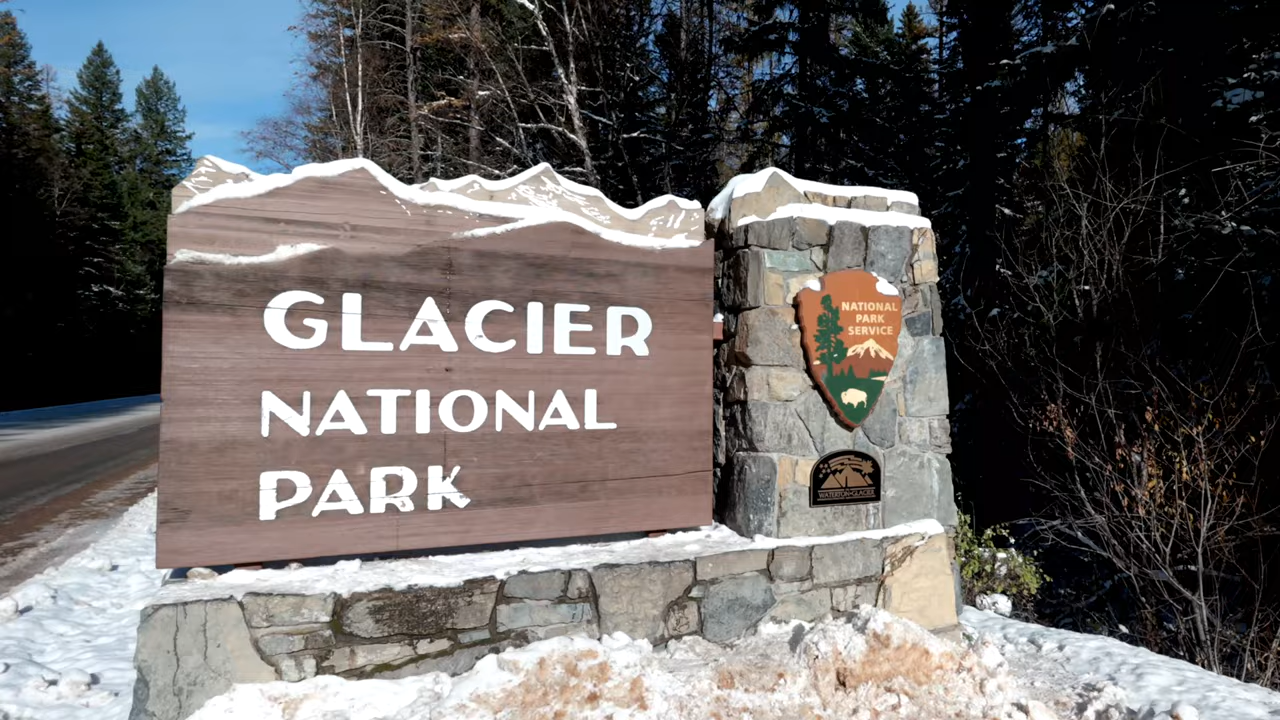 GLACIER
NATIONAL
PARK
NATIONAL
PARK
SERVICE
WATERTON-GLACIER